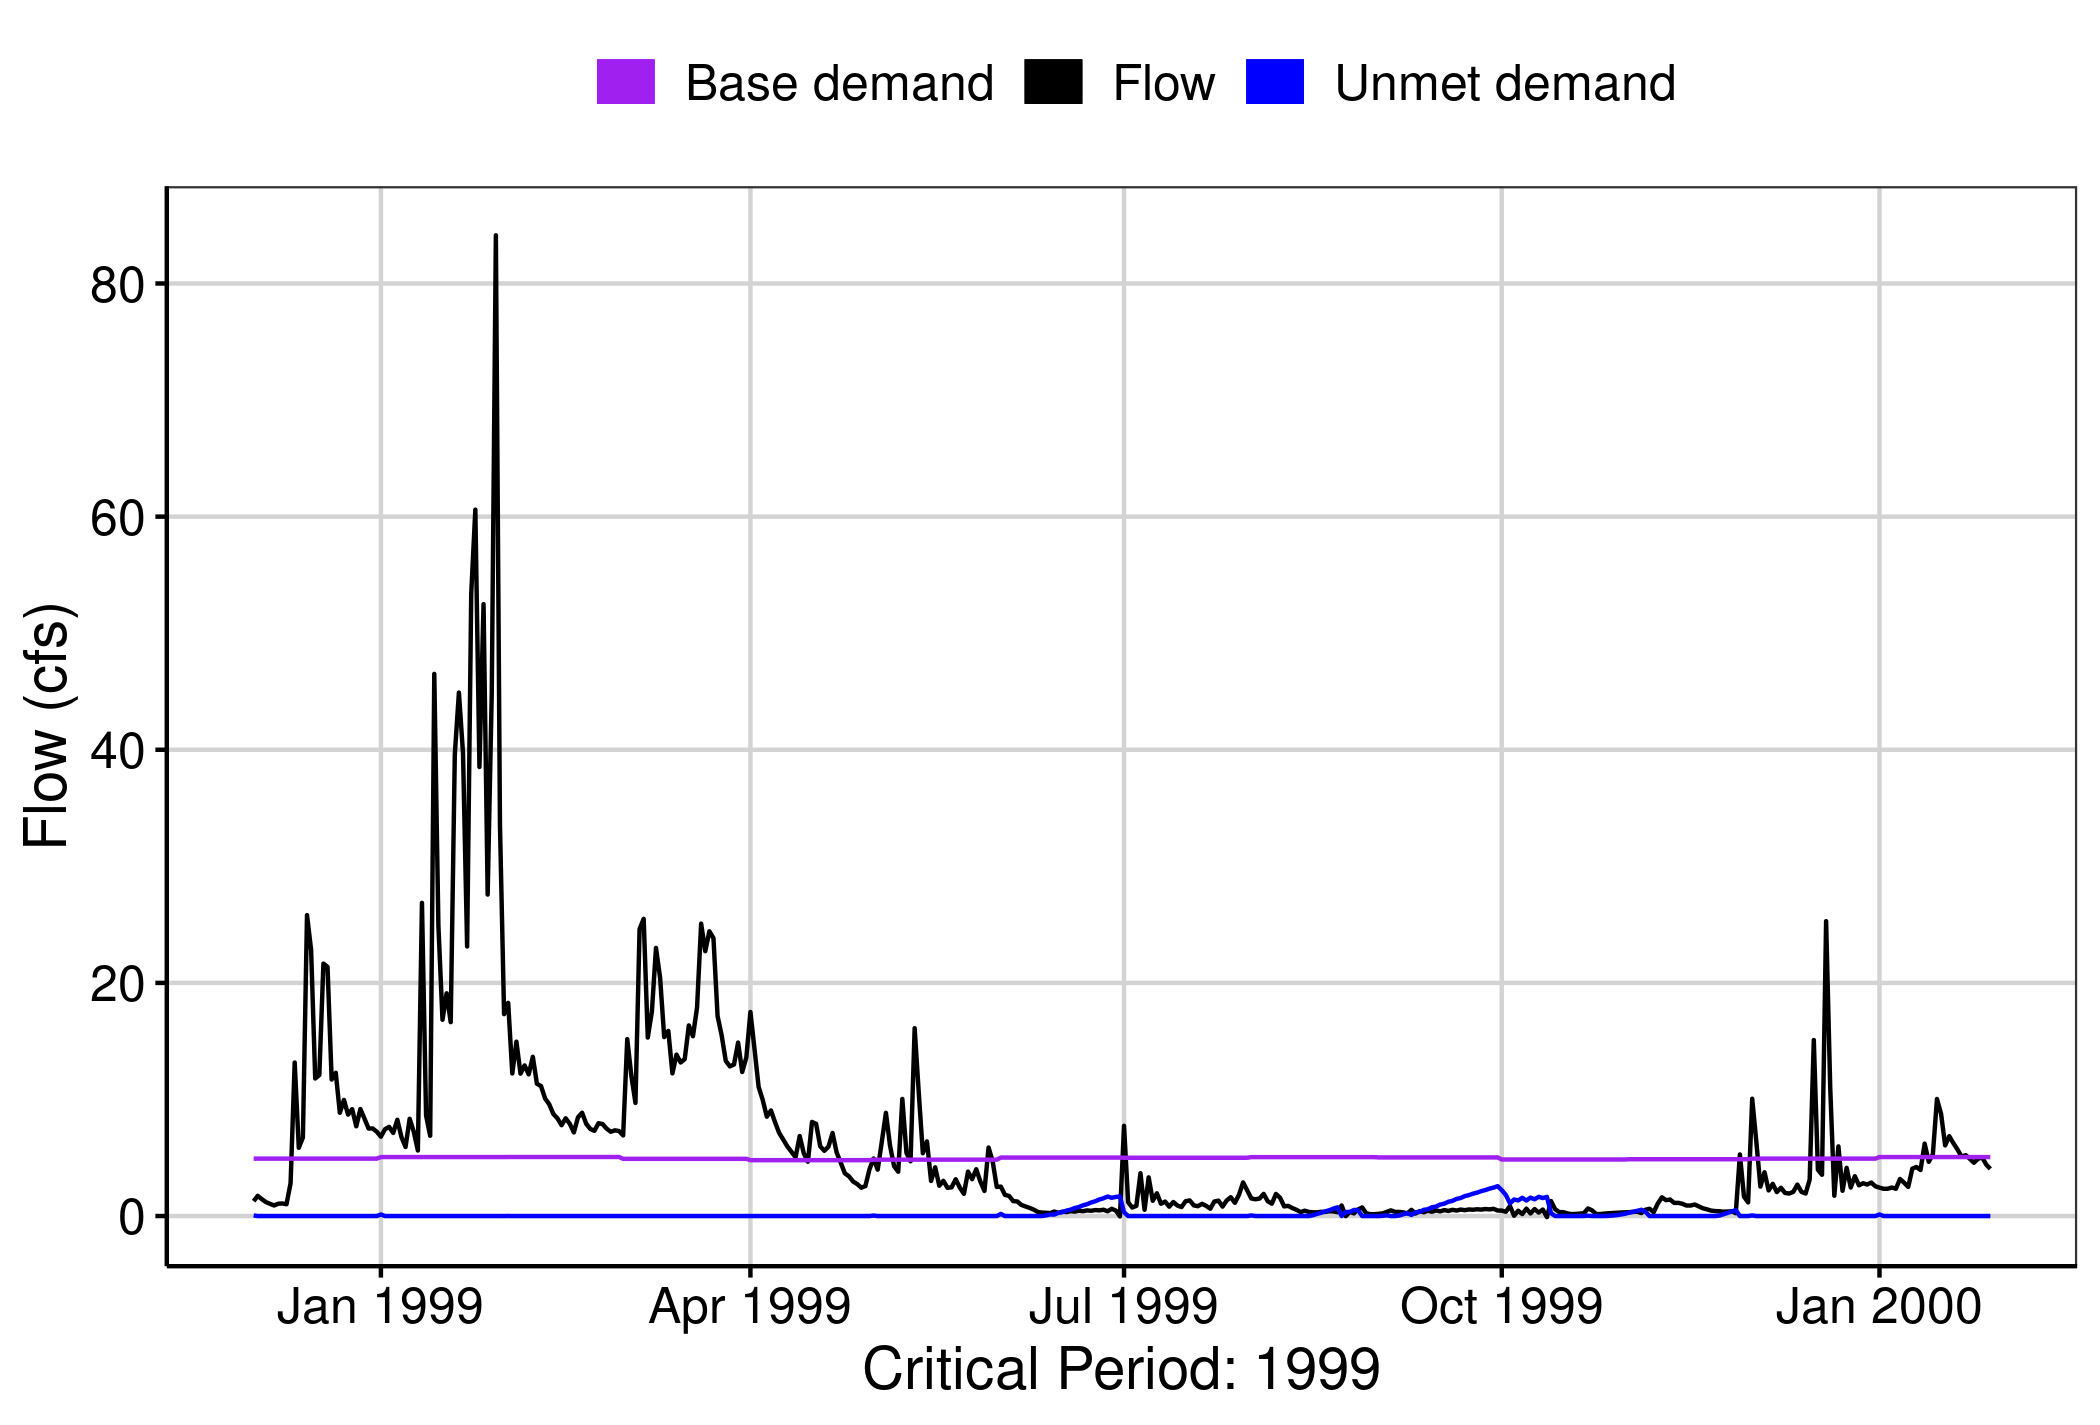 Base demand Flow Unmet demand
80
60
40
20
0
Flow (cfs)
Jan 1999 Apr 1999 Jul 1999 Oct 1999 Jan 2000
Critical Period: 1999